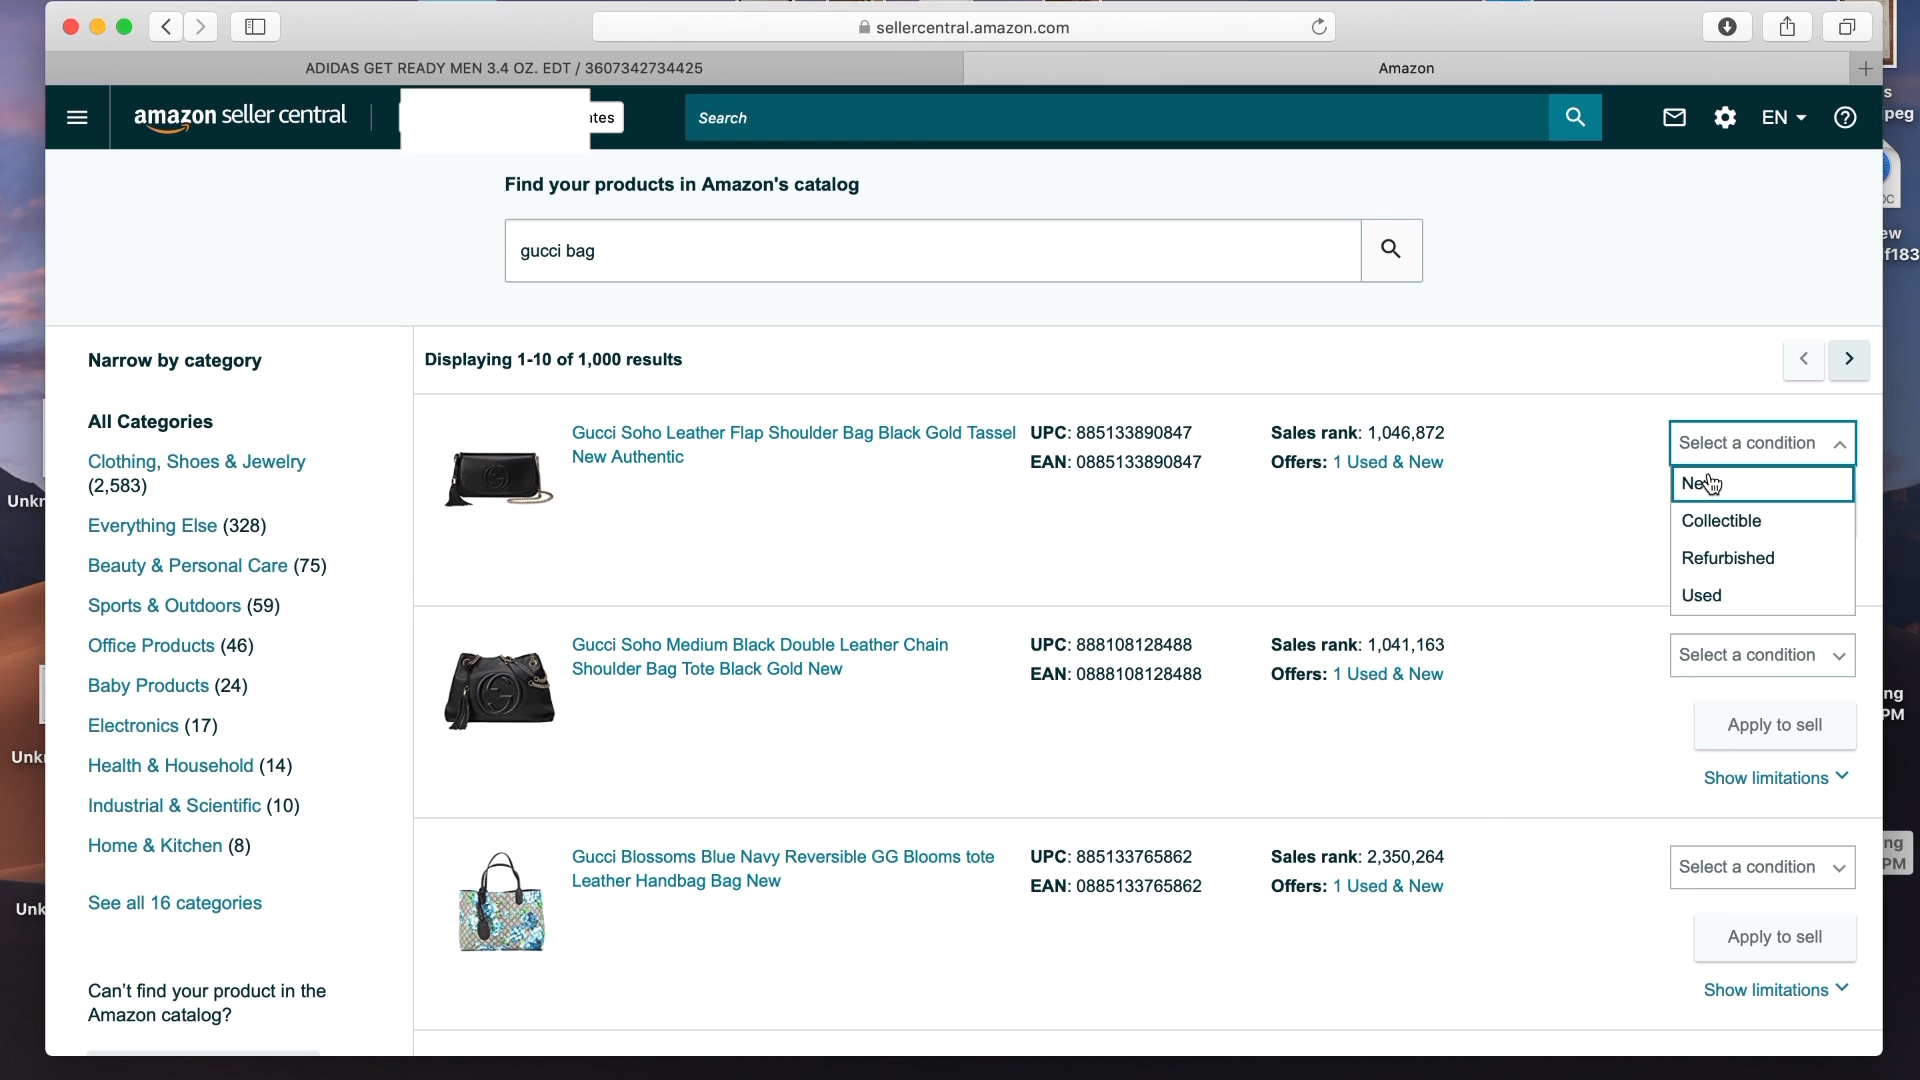 sellercentral.amazon.com
ADIDAS GET READY MEN 3.4 OZ. EDT / 3607342734425
Amazon
amazon seller central
Search
EN
Find your products in Amazon's catalog
gucci bag
Narrow by category
Displaying 1-10 of 1,000 results
All Categories
Clothing, Shoes & Jewelry
(2,583)
Everything Else (328)
Beauty & Personal Care (75)
Sports & Outdoors (59)
Office Products (46)
Baby Products (24)
Electronics (17)
Health & Household (14)
Industrial & Scientific (10)
Home & Kitchen (8)
See all 16 categories
Can't find your product in the
Amazon catalog?
Gucci Soho Leather Flap Shoulder Bag Black Gold Tassel
New Authentic
UPC: 885133890847
EAN: 0885133890847
Sales rank: 1,046,872
Offers: 1 Used & New
Select a condition
Collectible
Refurbished
Used
Gucci Soho Medium Black Double Leather Chain
Shoulder Bag Tote Black Gold New
UPC: 888108128488
EAN: 0888108128488
Sales rank: 1,041,163
Offers: 1 Used & New
Select a condition
Apply to sell
Show limitations
Gucci Blossoms Blue Navy Reversible GG Blooms tote
Leather Handbag Bag New
UPC: 885133765862
EAN: 0885133765862
Sales rank: 2,350,264
Offers: 1 Used & New
Select a condition
Apply to sell
Show limitations